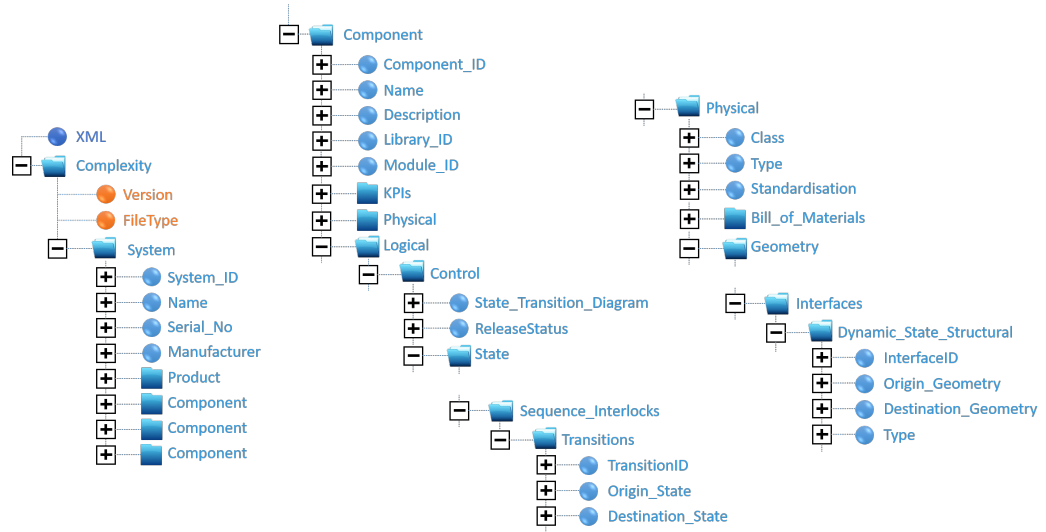 XML
Complexity
Version
FileType
System
System_ID
Name
Serial_No
Manufacturer
Product
Component
Component
Component
Component
Component_ID
Name
Description
Library_ID
Module_ID
KPIs
Physical
Logical
Control
State_Transition_Diagram
ReleaseStatus
State
Sequence_Interlocks
Transitions
TransitionID
Origin_State
Destination_State
Physical
Class
Type
Standardisation
Bill_of_Materials
Geometry
Interfaces
Dynamic_State_Structural
InterfaceID
Origin_Geometry
Destination_Geometry
Type